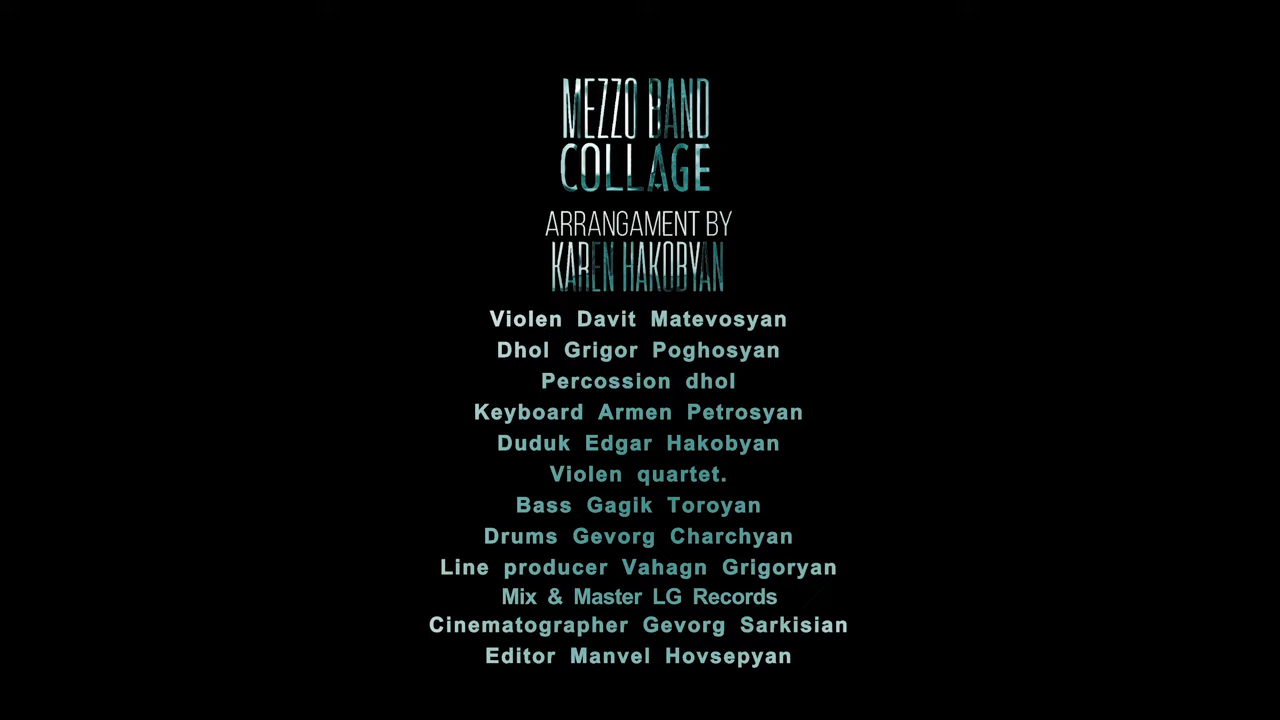 MEZZO BAND
COLLAGE
ARRANGAMENT BY
KAREN HAKOBYAN
Violen Davit Matevosyan
Dhol Grigor Poghosyan
Percossion dhol
Keyboard Armen Petrosyan
Duduk Edgar Hakobyan
Violen quartet.
Bass Gagik Toroyan
Drums Gevorg Charchyan
Line producer Vahagn Grigoryan
Mix & Master LG Records
Cinematographer Gevorg Sarkisian
Editor Manvel Hovsepyan